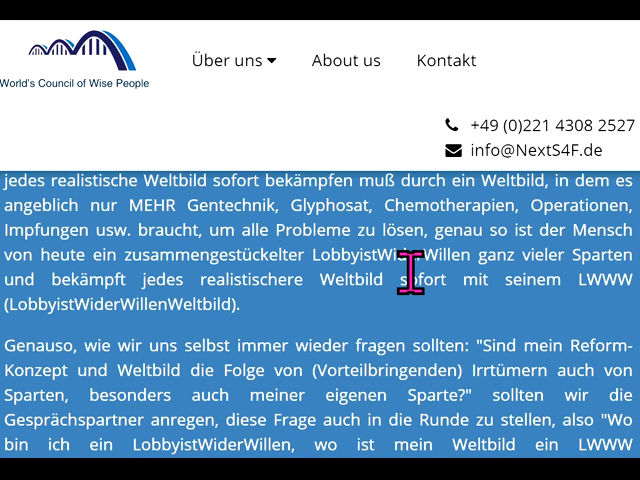 World's Council of Wise People
Über uns
About us
Kontakt
+49 (0)221 4308 2527
info@NextS4F.de
jedes realistische Weltbild sofort bekämpfen muß durch ein Weltbild, in dem es
angeblich nur MEHR Gentechnik, Glyphosat, Chemotherapien, Operationen,
Impfungen usw. braucht, um alle Probleme zu lösen, genau so ist der Mensch
von heute ein zusammengestückelter LobbyistWiderWillen ganz vieler Sparten
und bekämpft jedes realistischere Weltbild sofort mit seinem LWWW
(LobbyistWiderWillenWeltbild).
Genauso, wie wir uns selbst immer wieder fragen sollten: "Sind mein Reform-
Konzept und Weltbild die Folge von (Vorteilbringenden) Irrtümern auch von
Sparten, besonders auch meiner eigenen Sparte?" sollten wir die
Gesprächspartner anregen, diese Frage auch in die Runde zu stellen, also "Wo
bin ich ein LobbyistWiderWillen, wo ist mein Weltbild ein LWWW